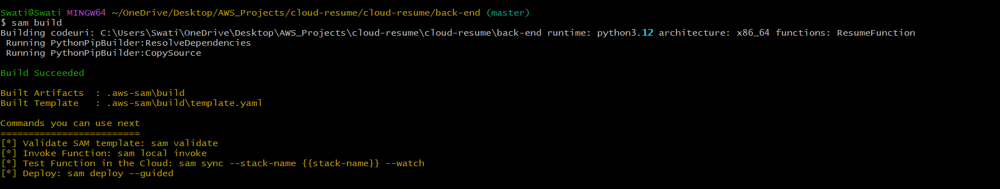 Swati@Swati MINGW64 ~/OneDrive/Desktop/AWS_Projects/cloud-resume/cloud-resume/back-end (master)
$ sam build
Building codeuri: C:\Users\Swati\OneDrive\Desktop\AWS_Projects\cloud-resume\cloud-resume\back-end runtime: python3.12 architecture: x86_64 functions: ResumeFunction
 Running PythonPipBuilder:ResolveDependencies
 Running PythonPipBuilder:CopySource
Build Succeeded
Built Artifacts  : .aws-sam\build
Built Template   : .aws-sam\build\template.yaml
Commands you can use next
=========================
[*] Validate SAM template: sam validate
[*] Invoke Function: sam local invoke
[*] Test Function in the Cloud: sam sync --stack-name {{stack-name}} --watch
[*] Deploy: sam deploy --guided